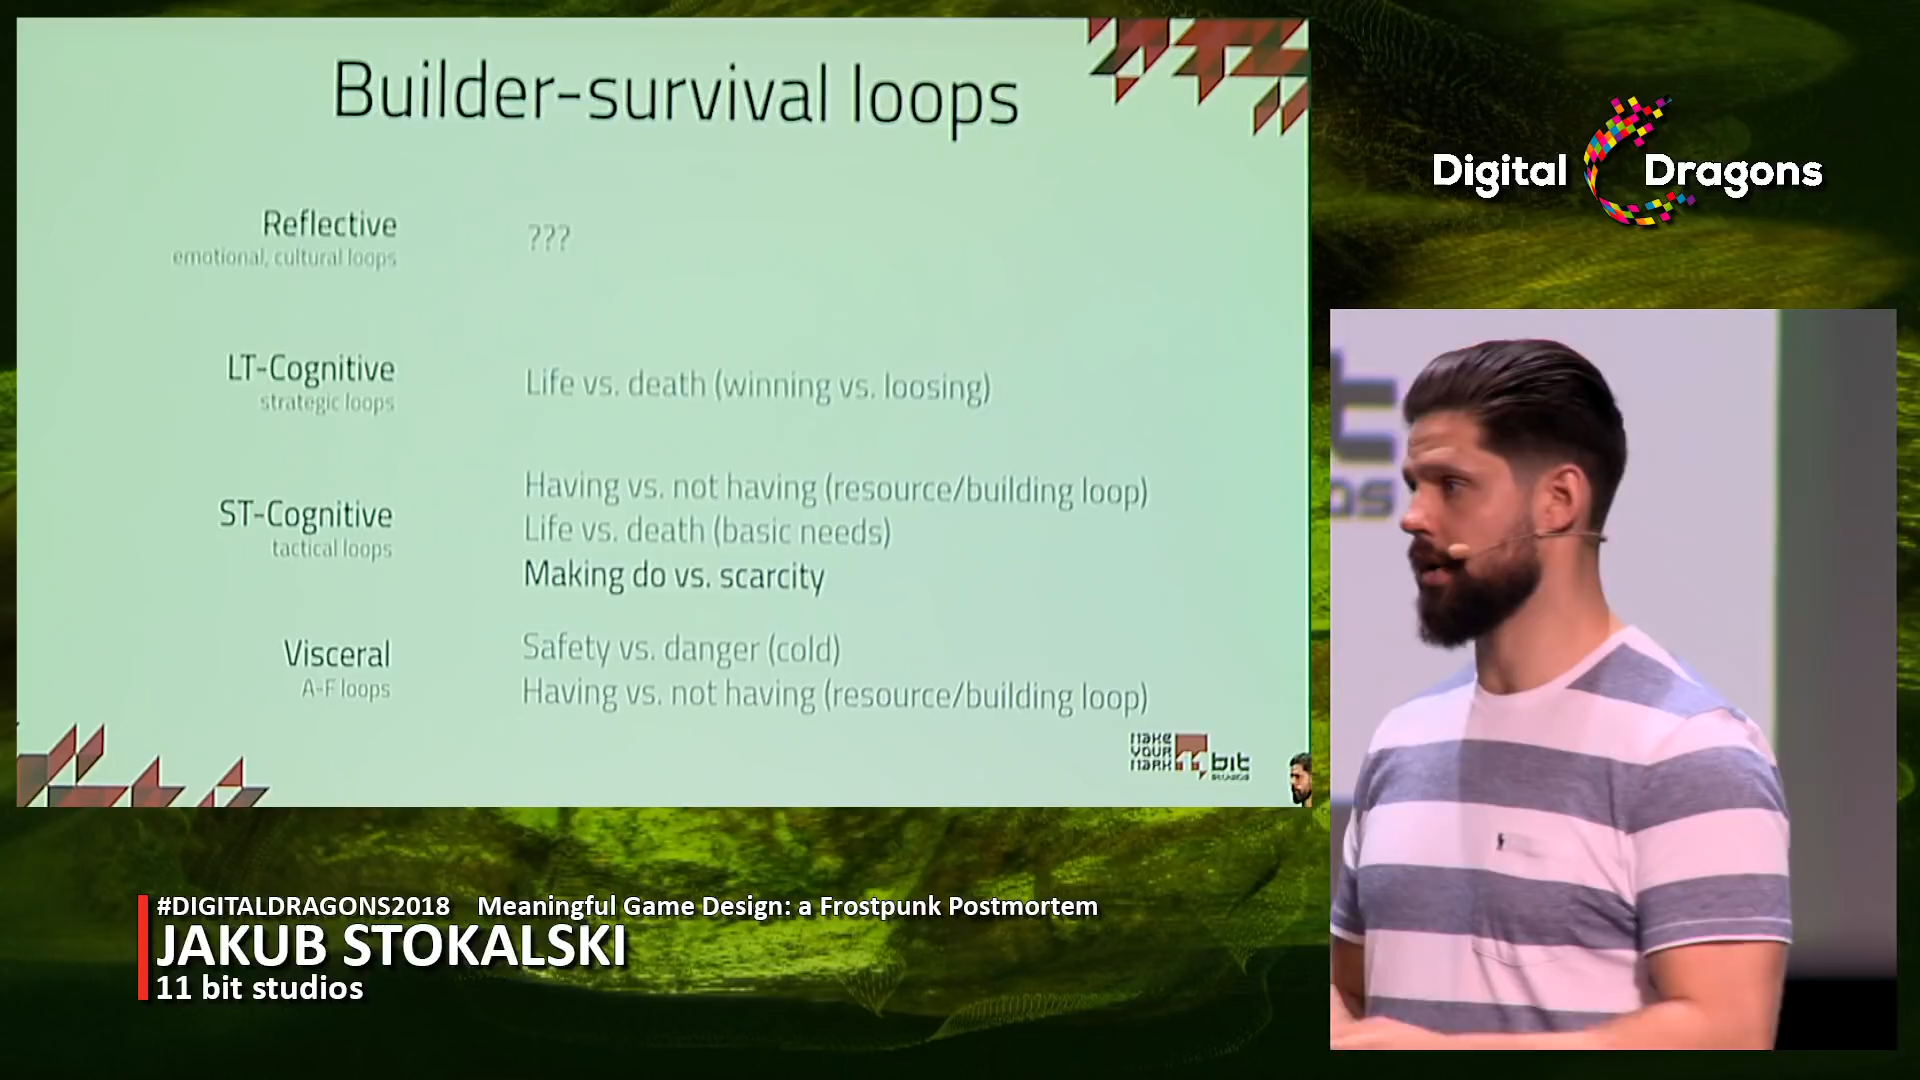 Builder-survival loops
Reflective
emotional, cultural loops
???
LT-Cognitive
strategic loops
Life vs. death (winning vs. loosing)
ST-Cognitive
tactical loops
Having vs. not having (resource/building loop)
Life vs. death (basic needs)
Making do vs. scarcity
Visceral
A-F loops
Safety vs. danger (cold)
Having vs. not having (resource/building loop)
MAKE
YOUR
MARK
11 bit
STUDIOS
Digital Dragons
t
os
#DIGITALDRAGONS2018 Meaningful Game Design: a Frostpunk Postmortem
JAKUB STOKALSKI
11 bit studios